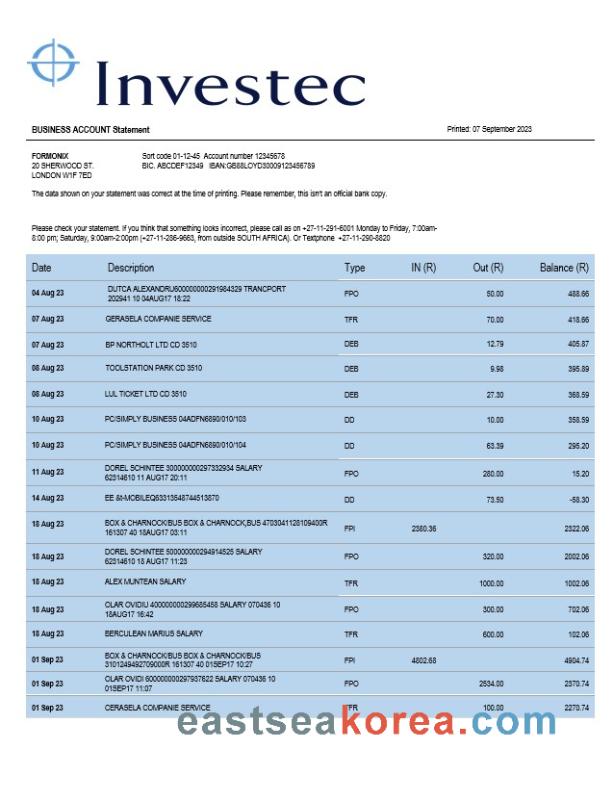 Investec
BUSINESS ACCOUNT Statement Printed: 07 September 2023
FORMONIX Sort code 01-12-45 Account number 12345678
20 SHERWOOD ST. BIC. ABCDEF12349 IBAN:GB88LOYD30009123456789
LONDON W1F 7ED
The data shown on your statement was correct at the time of printing. Please remember, this isn't an official bank copy.
Please check your statement. If you think that something looks incorrect, please call as on +27-11-291-6001 Monday to Friday, 7:00am-
8:00 pm; Saturday, 9:00am-2:00pm (+27-11-286-9663, from outside SOUTH AFRICA). Or Textphone +27-11-290-8820
Date Description Type IN (R) Out (R) Balance (R)
04 Aug 23 DUTCA ALEXANDRU600000000291984329 TRANCPORT FPO 50.00 488.66
202941 10 04AUG17 18:22
07 Aug 23 GERASELA COMPANIE SERVICE TFR 70.00 418.66
07 Aug 23 BP NORTHOLT LTD CD 3510 DEB 12.79 405.87
08 Aug 23 TOOLSTATION PARK CD 3510 DEB 9.98 395.89
08 Aug 23 LUL TICKET LTD CD 3510 DEB 27.30 368.59
10 Aug 23 PC/SIMPLY BUSINESS 04ADFN6890/010/103 DD 10.00 358.59
10 Aug 23 PC/SIMPLY BUSINESS 04ADFN6890/010/104 DD 63.39 295.20
11 Aug 23 DOREL SCHINTEE 300000000297332934 SALARY FPO 280.00 15.20
62314610 11 AUG17 20:11
14 Aug 23 EE &t-MOBILEQ63313548744513870 DD 73.50 -58.30
18 Aug 23 BOX & CHARNOCK/BUS BOX & CHARNOCK,BUS 4703041128109400R FPI 2380.36 2322.06
161307 40 18AUG17 03:11
18 Aug 23 DOREL SCHINTEE 500000000294914525 SALARY FPO 320.00 2002.06
62314610 18 AUG17 11:23
18 Aug 23 ALEX MUNTEAN SALARY TFR 1000.00 1002.06
18 Aug 23 OLAR OVIDIU 400000000299685458 SALARY 070436 10 FPO 300.00 702.06
18AUG17 16:42
18 Aug 23 BERCULEAN MARIUS SALARY TFR 600.00 102.06
01 Sep 23 BOX & CHARNOCK/BUS BOX & CHARNOCK/BUS FPI 4802.68 4904.74
3101249492709000R 161307 40 01SEP17 10:27
01 Sep 23 OLAR OVIDI 600000000297937622 SALARY 070436 10 FPO 2534.00 2370.74
01SEP17 11:07
01 Sep 23 CERASELA COMPANIE SERVICE TFR 100.00 2270.74
eastseakorea.com